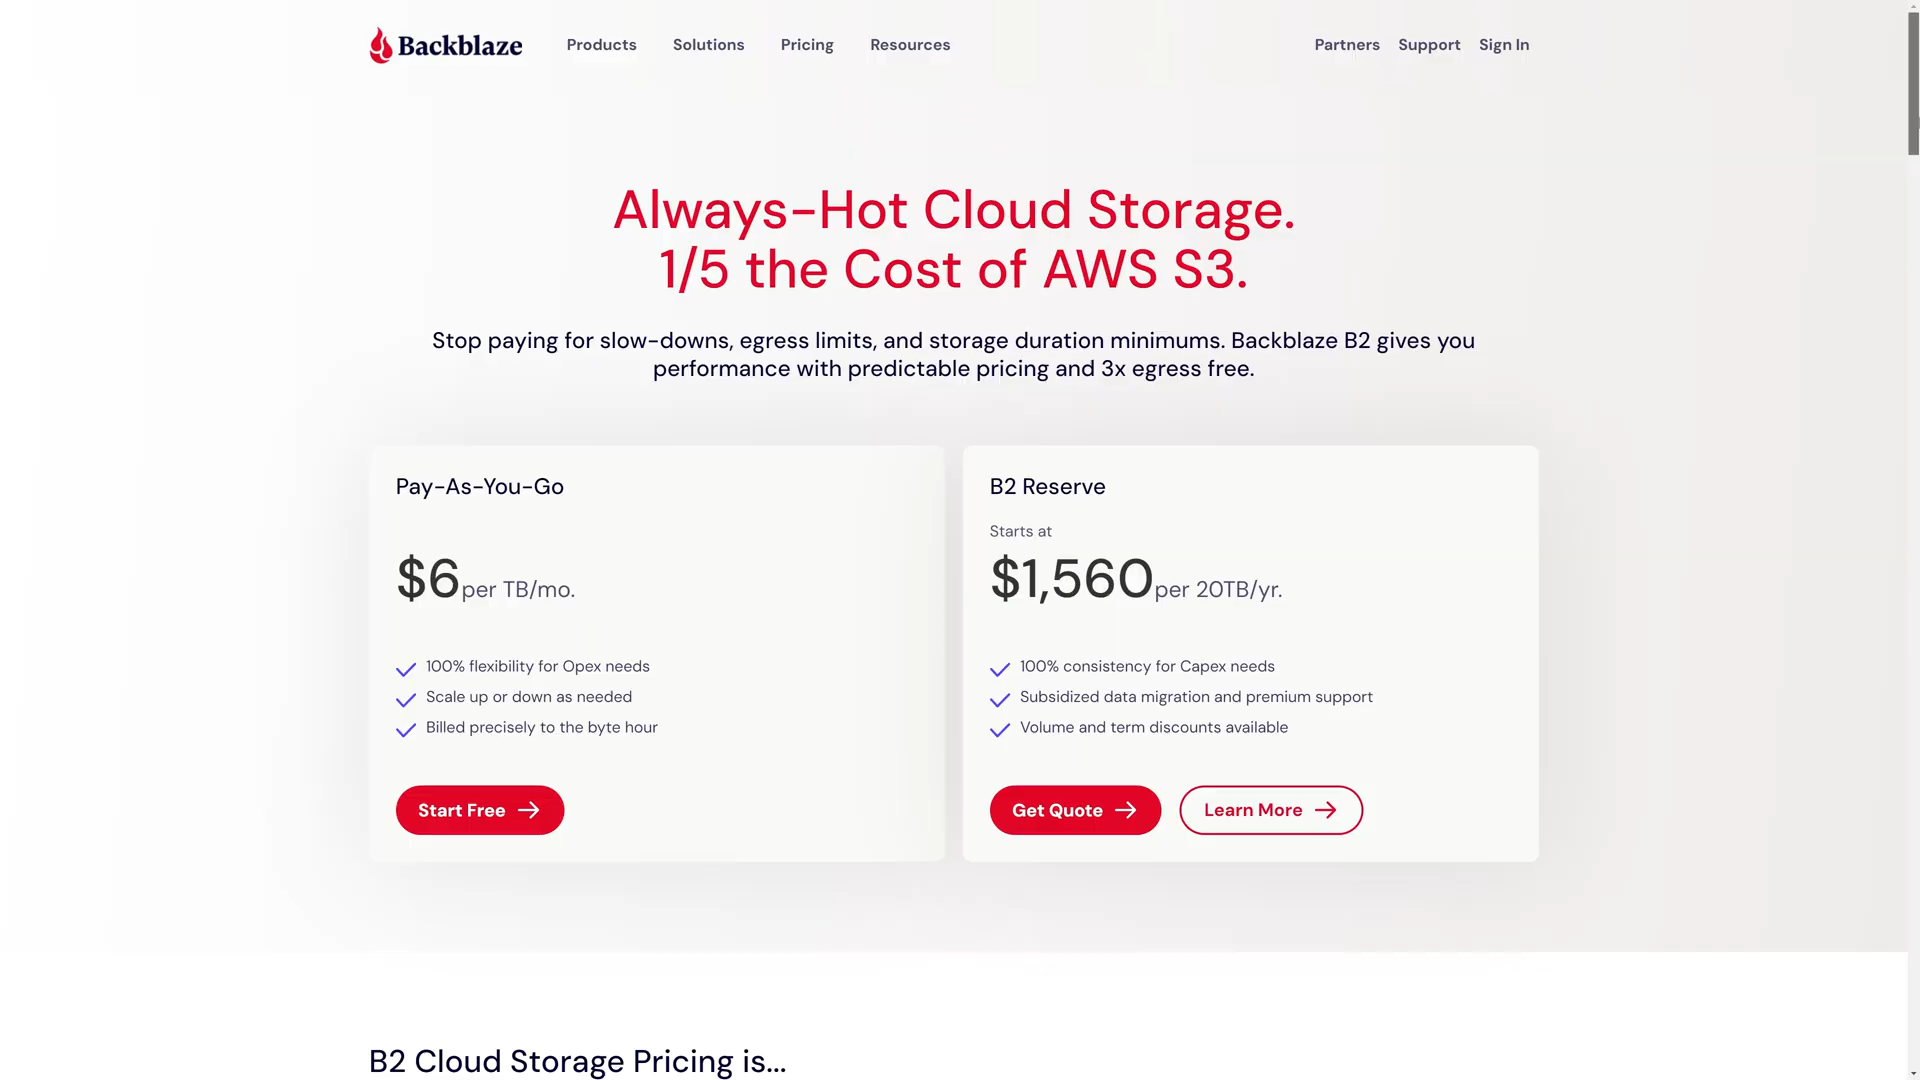 Backblaze
Products
Solutions
Pricing
Resources
Partners
Support
Sign In
Always-Hot Cloud Storage.
1/5 the Cost of AWS S3.
Stop paying for slow-downs, egress limits, and storage duration minimums. Backblaze B2 gives you
performance with predictable pricing and 3x egress free.
Pay-As-You-Go
$6per TB/mo.
100% flexibility for Opex needs
Scale up or down as needed
Billed precisely to the byte hour
Start Free
B2 Reserve
Starts at
$1,560per 20TB/yr.
100% consistency for Capex needs
Subsidized data migration and premium support
Volume and term discounts available
Get Quote
Learn More
B2 Cloud Storage Pricing is...